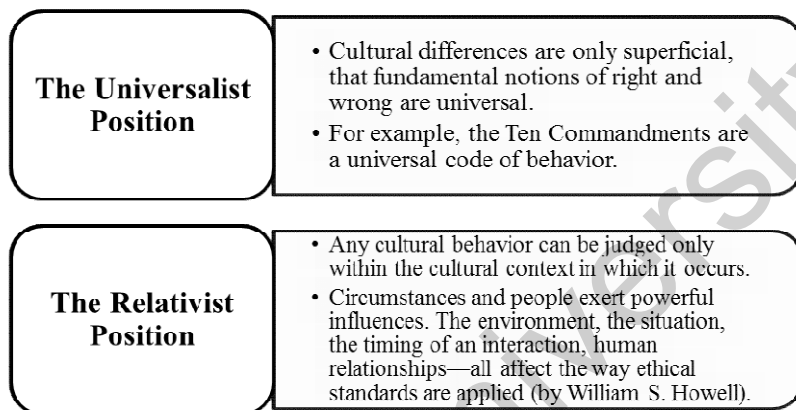 The Universalist
Position
• Cultural differences are only superficial,
that fundamental notions of right and
wrong are universal.
• For example, the Ten Commandments are
a universal code of behavior.
The Relativist
Position
• Any cultural behavior can be judged only
within the cultural context in which it occurs.
• Circumstances and people exert powerful
influences. The environment, the situation,
the timing of an interaction, human
relationships—all affect the way ethical
standards are applied (by William S. Howell).